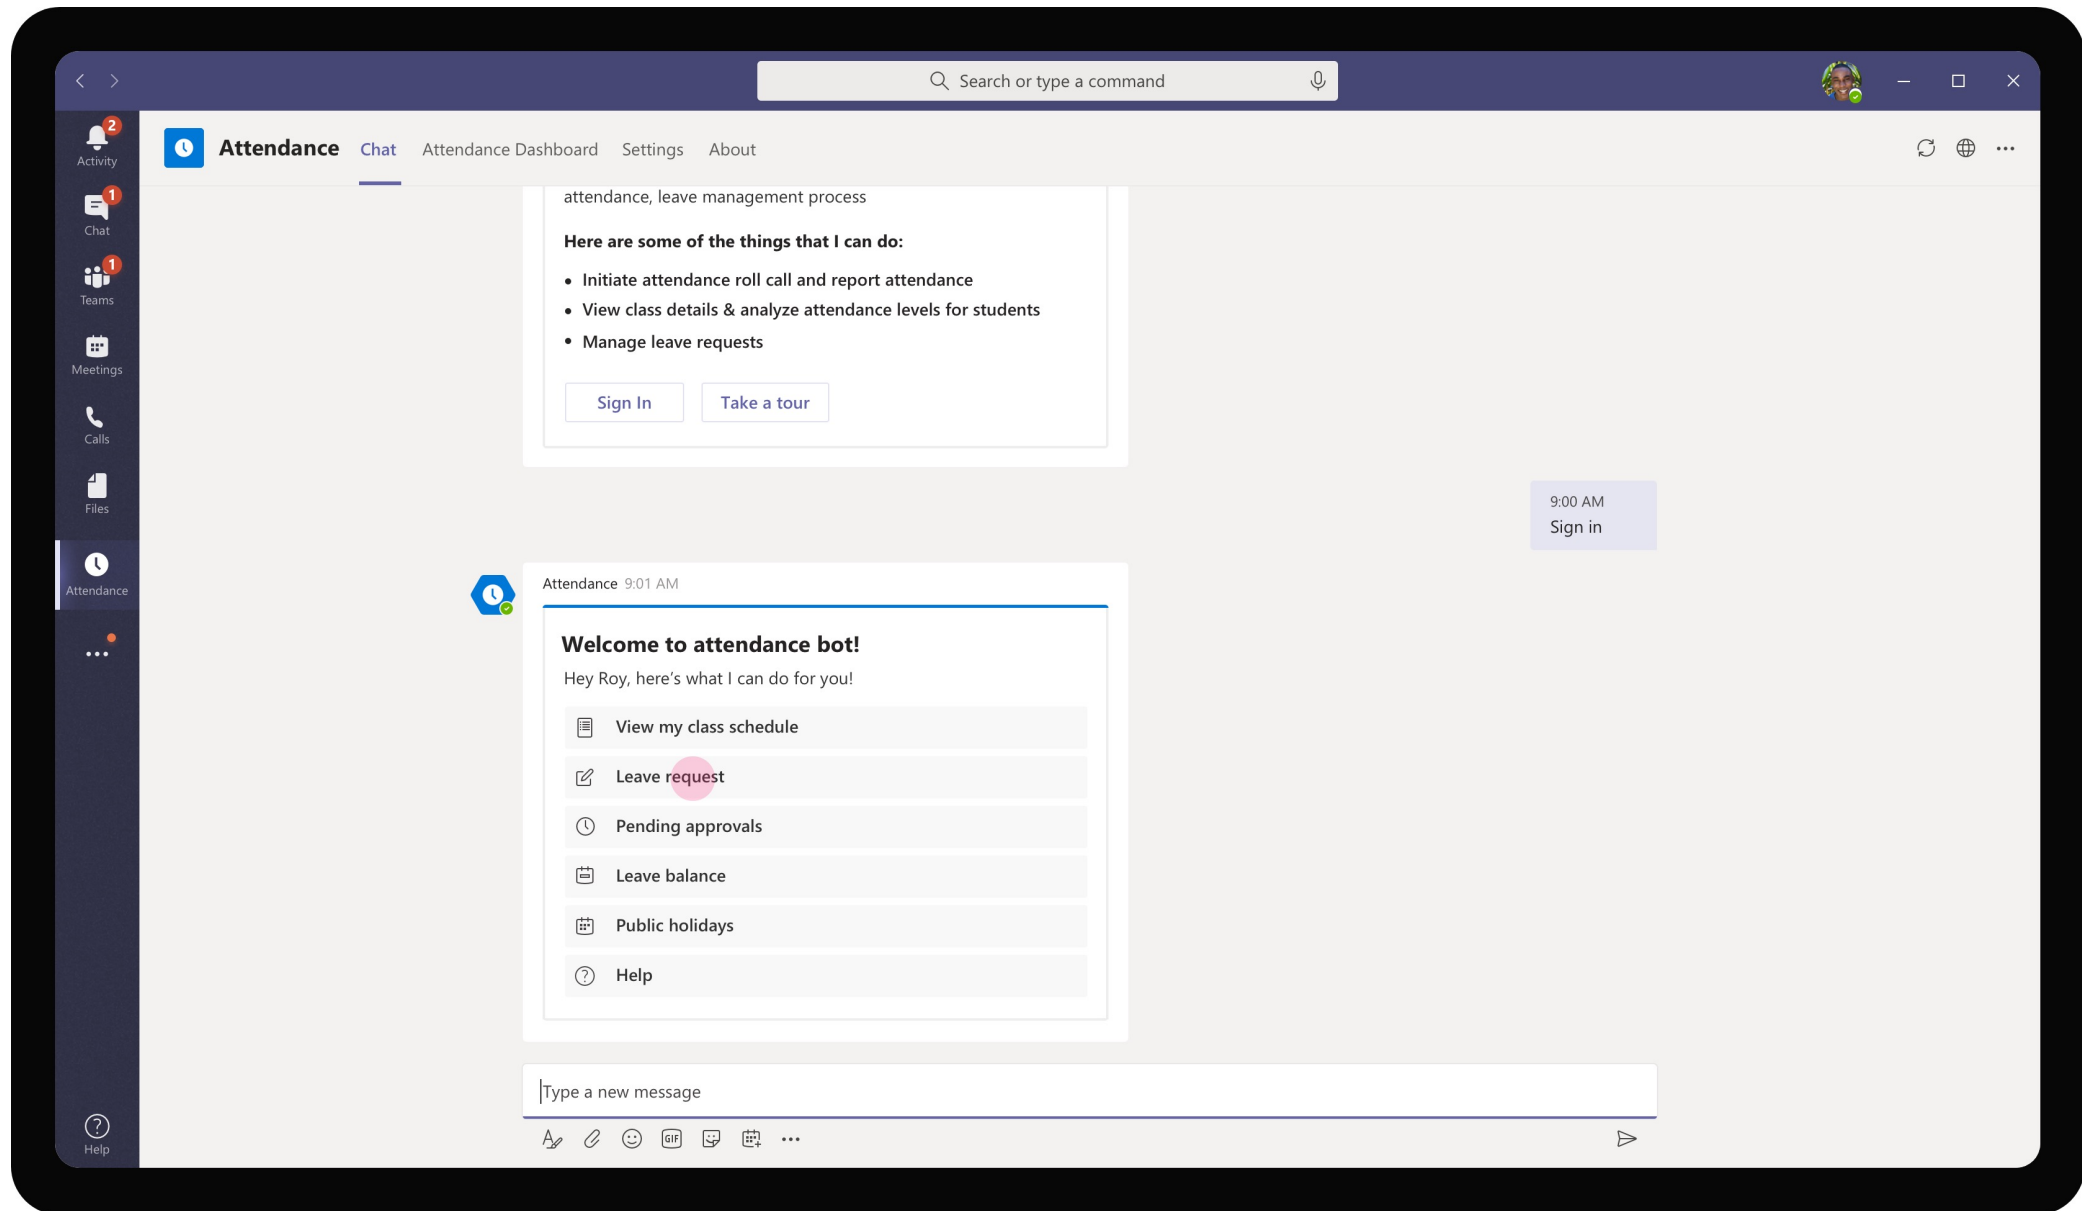 Search or type a command
2
Activity
1
Chat
1
Teams
Meetings
Calls
Files
Attendance
Help
Attendance Chat Attendance Dashboard Settings About
attendance, leave management process
Here are some of the things that I can do:
• Initiate attendance roll call and report attendance
• View class details & analyze attendance levels for students
• Manage leave requests
Sign In Take a tour
9:00 AM
Sign in
Attendance 9:01 AM
Welcome to attendance bot!
Hey Roy, here's what I can do for you!
View my class schedule
Leave request
Pending approvals
Leave balance
Public holidays
Help
Type a new message
GIF